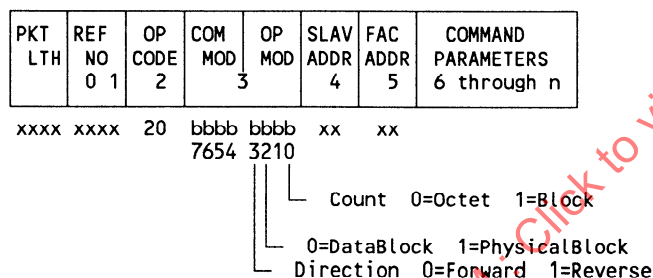 PKT REF OP COM OP SLAV FAC COMMAND
LTH NO CODE MOD MOD ADDR ADDR PARAMETERS
0 1 2 3 4 5 6 through n
xxxx xxxx 20 bbbb bbbb xx xx
7654 3210
Count 0=Octet 1=Block
0=DataBlock 1=PhysicalBlock
Direction 0=Forward 1=Reverse
Click to